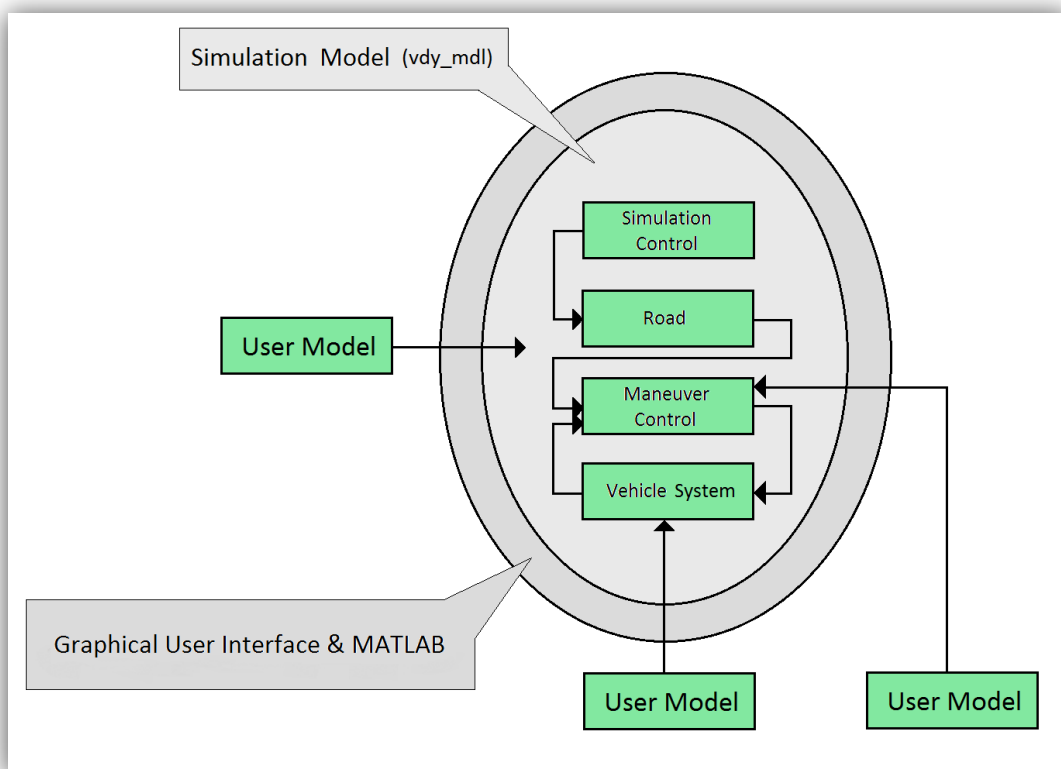 Simulation Model (vdy_mdl)
Simulation
Control
Road
User Model
Maneuver
Control
Vehicle System
Graphical User Interface & MATLAB
User Model
User Model